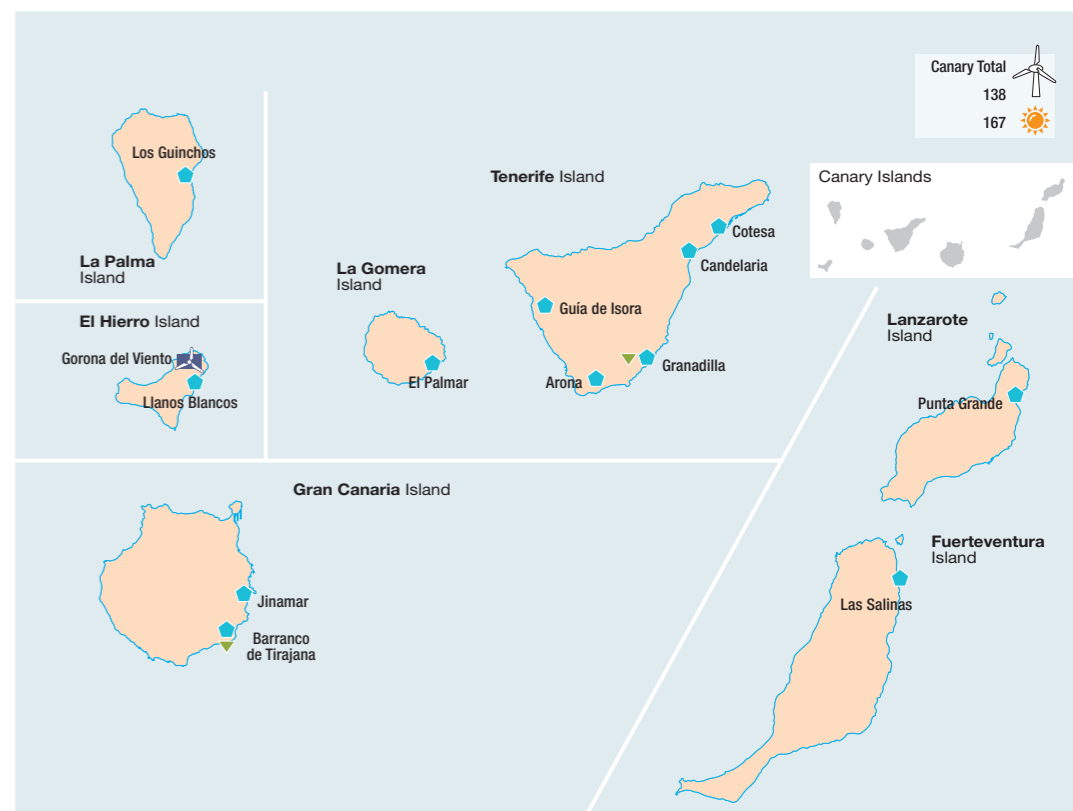 Canary Total
138
167
Canary Islands
Los Guinchos
La Palma
Island
Tenerife Island
Cotesa
Candelaria
Guía de Isora
Granadilla
Arona
La Gomera
Island
El Palmar
El Hierro Island
Gorona del Viento
Llanos Blancos
Lanzarote
Island
Punta Grande
Gran Canaria Island
Jinamar
Barranco
de Tirajana
Fuerteventura
Island
Las Salinas